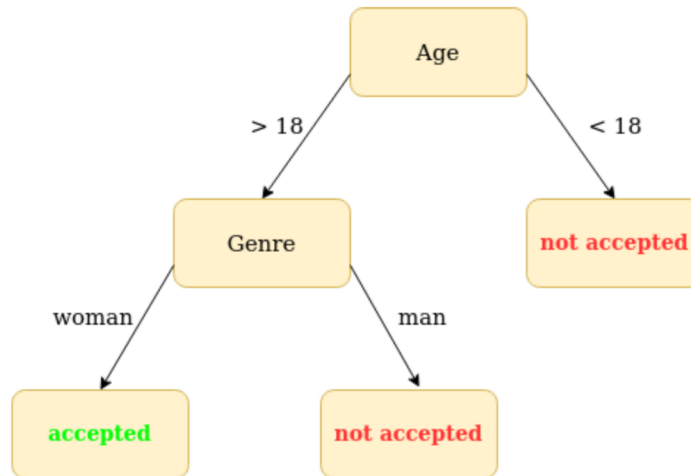 Age
> 18
< 18
Genre
not accepted
woman
man
accepted
not accepted